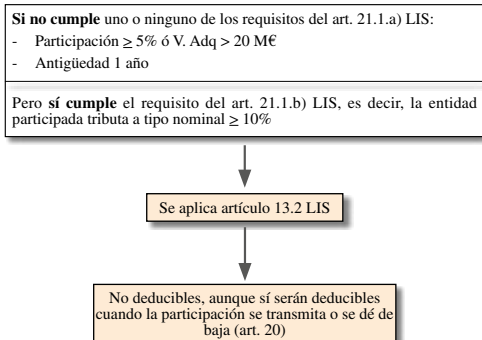 Si no cumple uno o ninguno de los requisitos del art. 21.1.a) LIS:
- Participación ≥ 5% ó V. Adq > 20 M€
- Antigüedad 1 año
Pero sí cumple el requisito del art. 21.1.b) LIS, es decir, la entidad
participada tributa a tipo nominal ≥ 10%
Se aplica artículo 13.2 LIS
No deducibles, aunque sí serán deducibles
cuando la participación se transmita o se dé de
baja (art. 20)